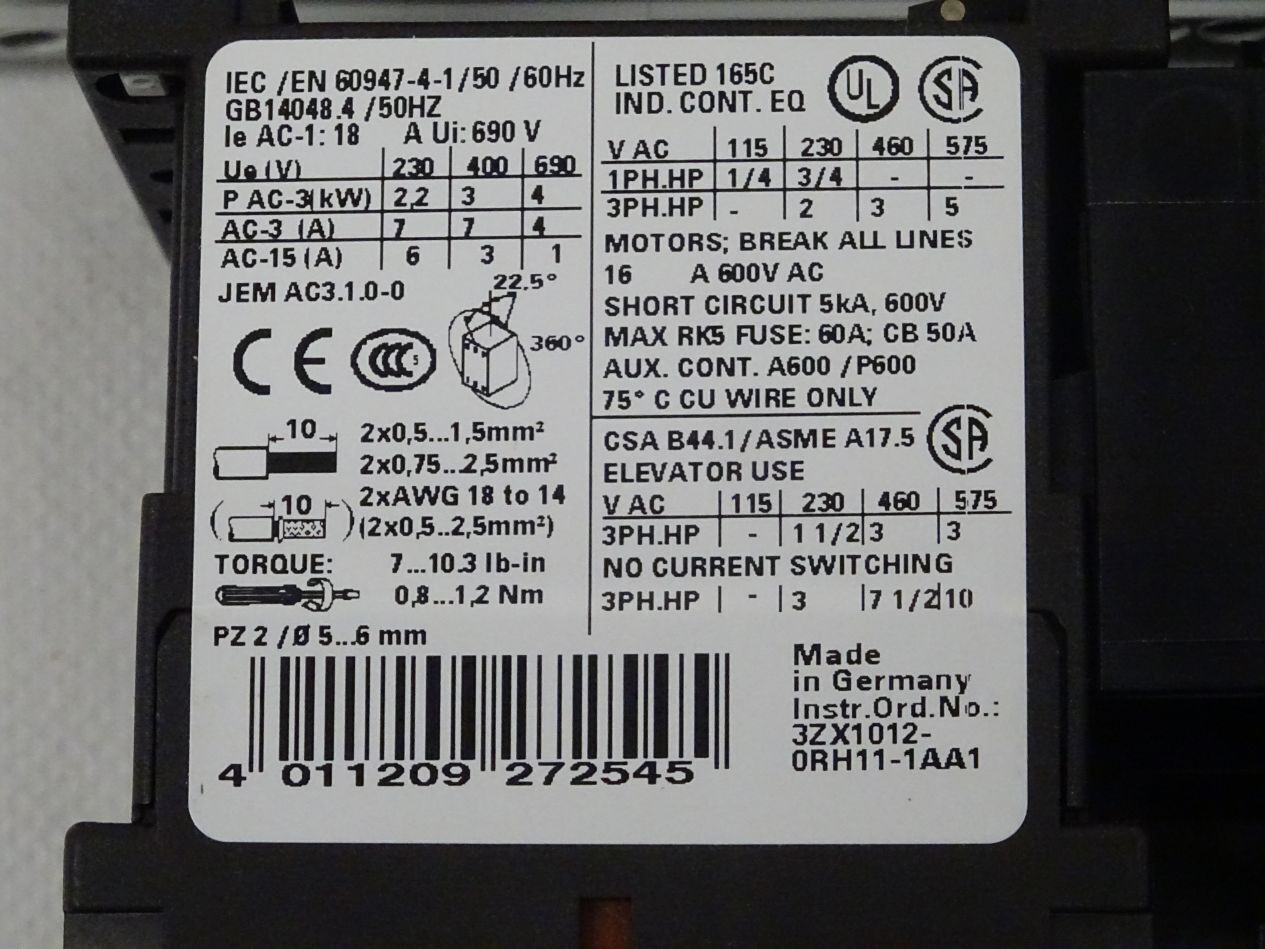 IEC /EN 60947-4-1/50 /60Hz
GB14048.4 /50HZ
Ie AC-1: 18 A Ui: 690 V
Ue (V) 230 400 690
P AC-3(kW) 2,2 3 4
AC-3 (A) 7 7 4
AC-15 (A) 6 3 1
JEM AC3.1.0-0
22.5°
360°
CE CCC S
10 2x0,5...1,5mm²
2x0,75...2,5mm²
2xAWG 18 to 14
( 10 ) (2x0,5..2,5mm²)
TORQUE: 7...10.3 lb-in
0,8...1,2 Nm
PZ 2 /Ø 5...6 mm
4 011209 272545
LISTED 165C
IND. CONT. EQ
UL SA
V AC 115 230 460 575
1PH.HP 1/4 3/4 - -
3PH.HP - 2 3 5
MOTORS; BREAK ALL LINES
16 A 600V AC
SHORT CIRCUIT 5kA, 600V
MAX RK5 FUSE: 60A; CB 50A
AUX. CONT. A600 /P600
75° C CU WIRE ONLY
CSA B44.1/ASME A17.5
ELEVATOR USE
SA
V AC 115 230 460 575
3PH.HP - 1 1/2 3 3
NO CURRENT SWITCHING
3PH.HP - 3 7 1/2 10
Made
in Germany
Instr.Ord.No.:
3ZX1012-
0RH11-1AA1